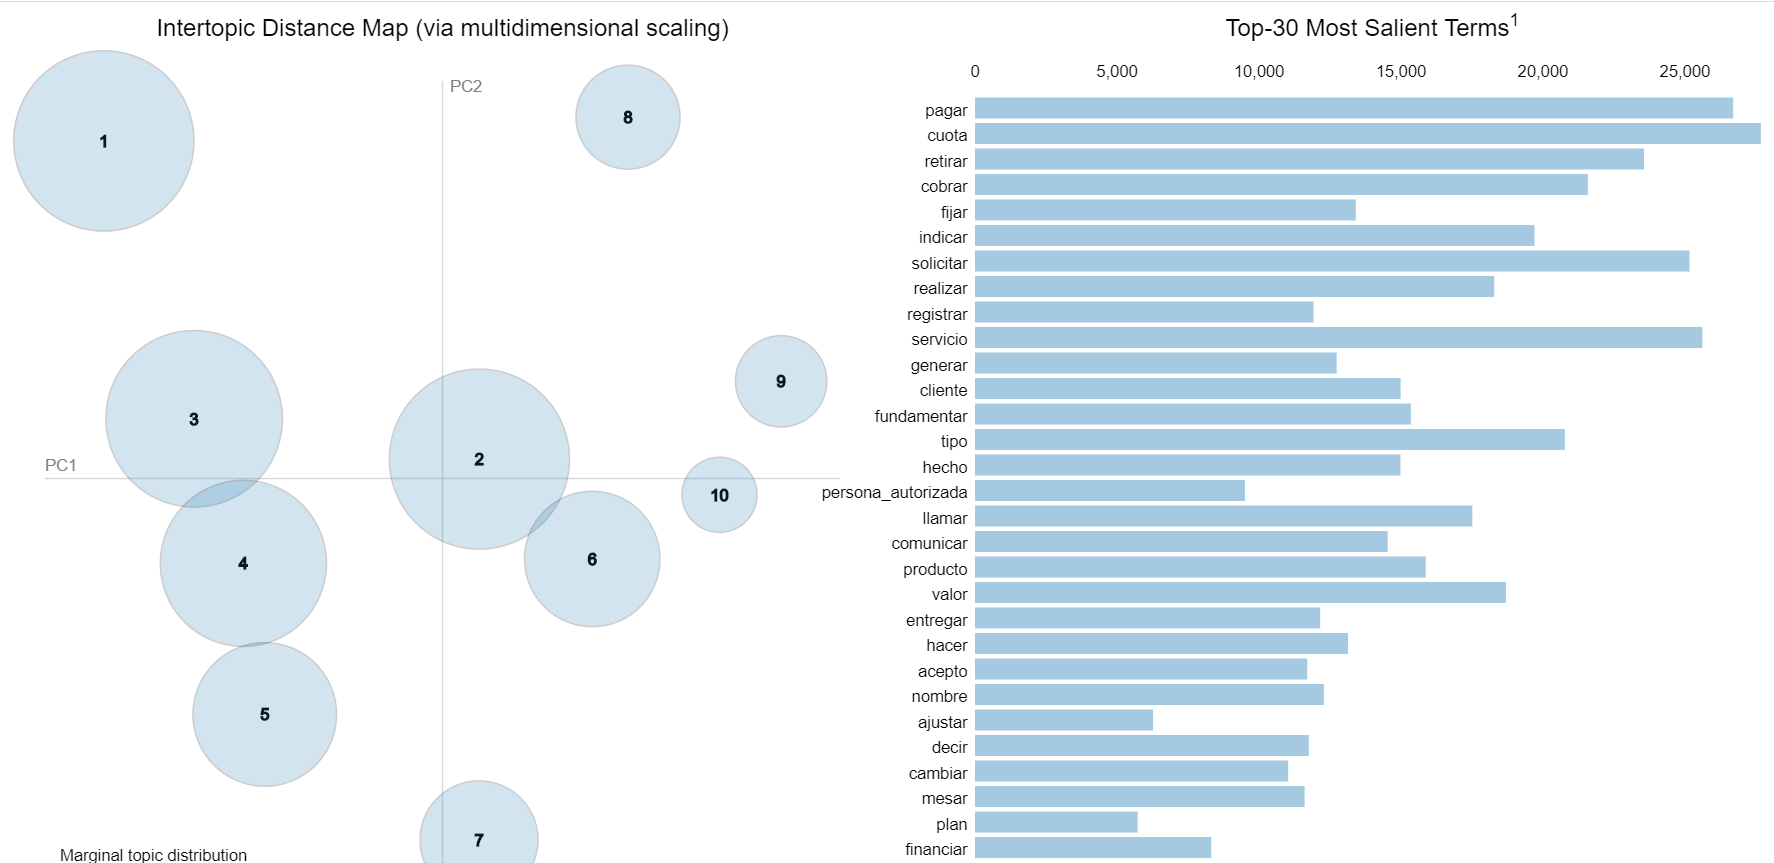 Intertopic Distance Map (via multidimensional scaling)
PC2
PC1
1
8
3
9
2
10
4
6
5
7
Marginal topic distribution
Top-30 Most Salient Terms1
0 5,000 10,000 15,000 20,000 25,000
pagar
cuota
retirar
cobrar
fijar
indicar
solicitar
realizar
registrar
servicio
generar
cliente
fundamentar
tipo
hecho
persona_autorizada
llamar
comunicar
producto
valor
entregar
hacer
acepto
nombre
ajustar
decir
cambiar
mesar
plan
financiar